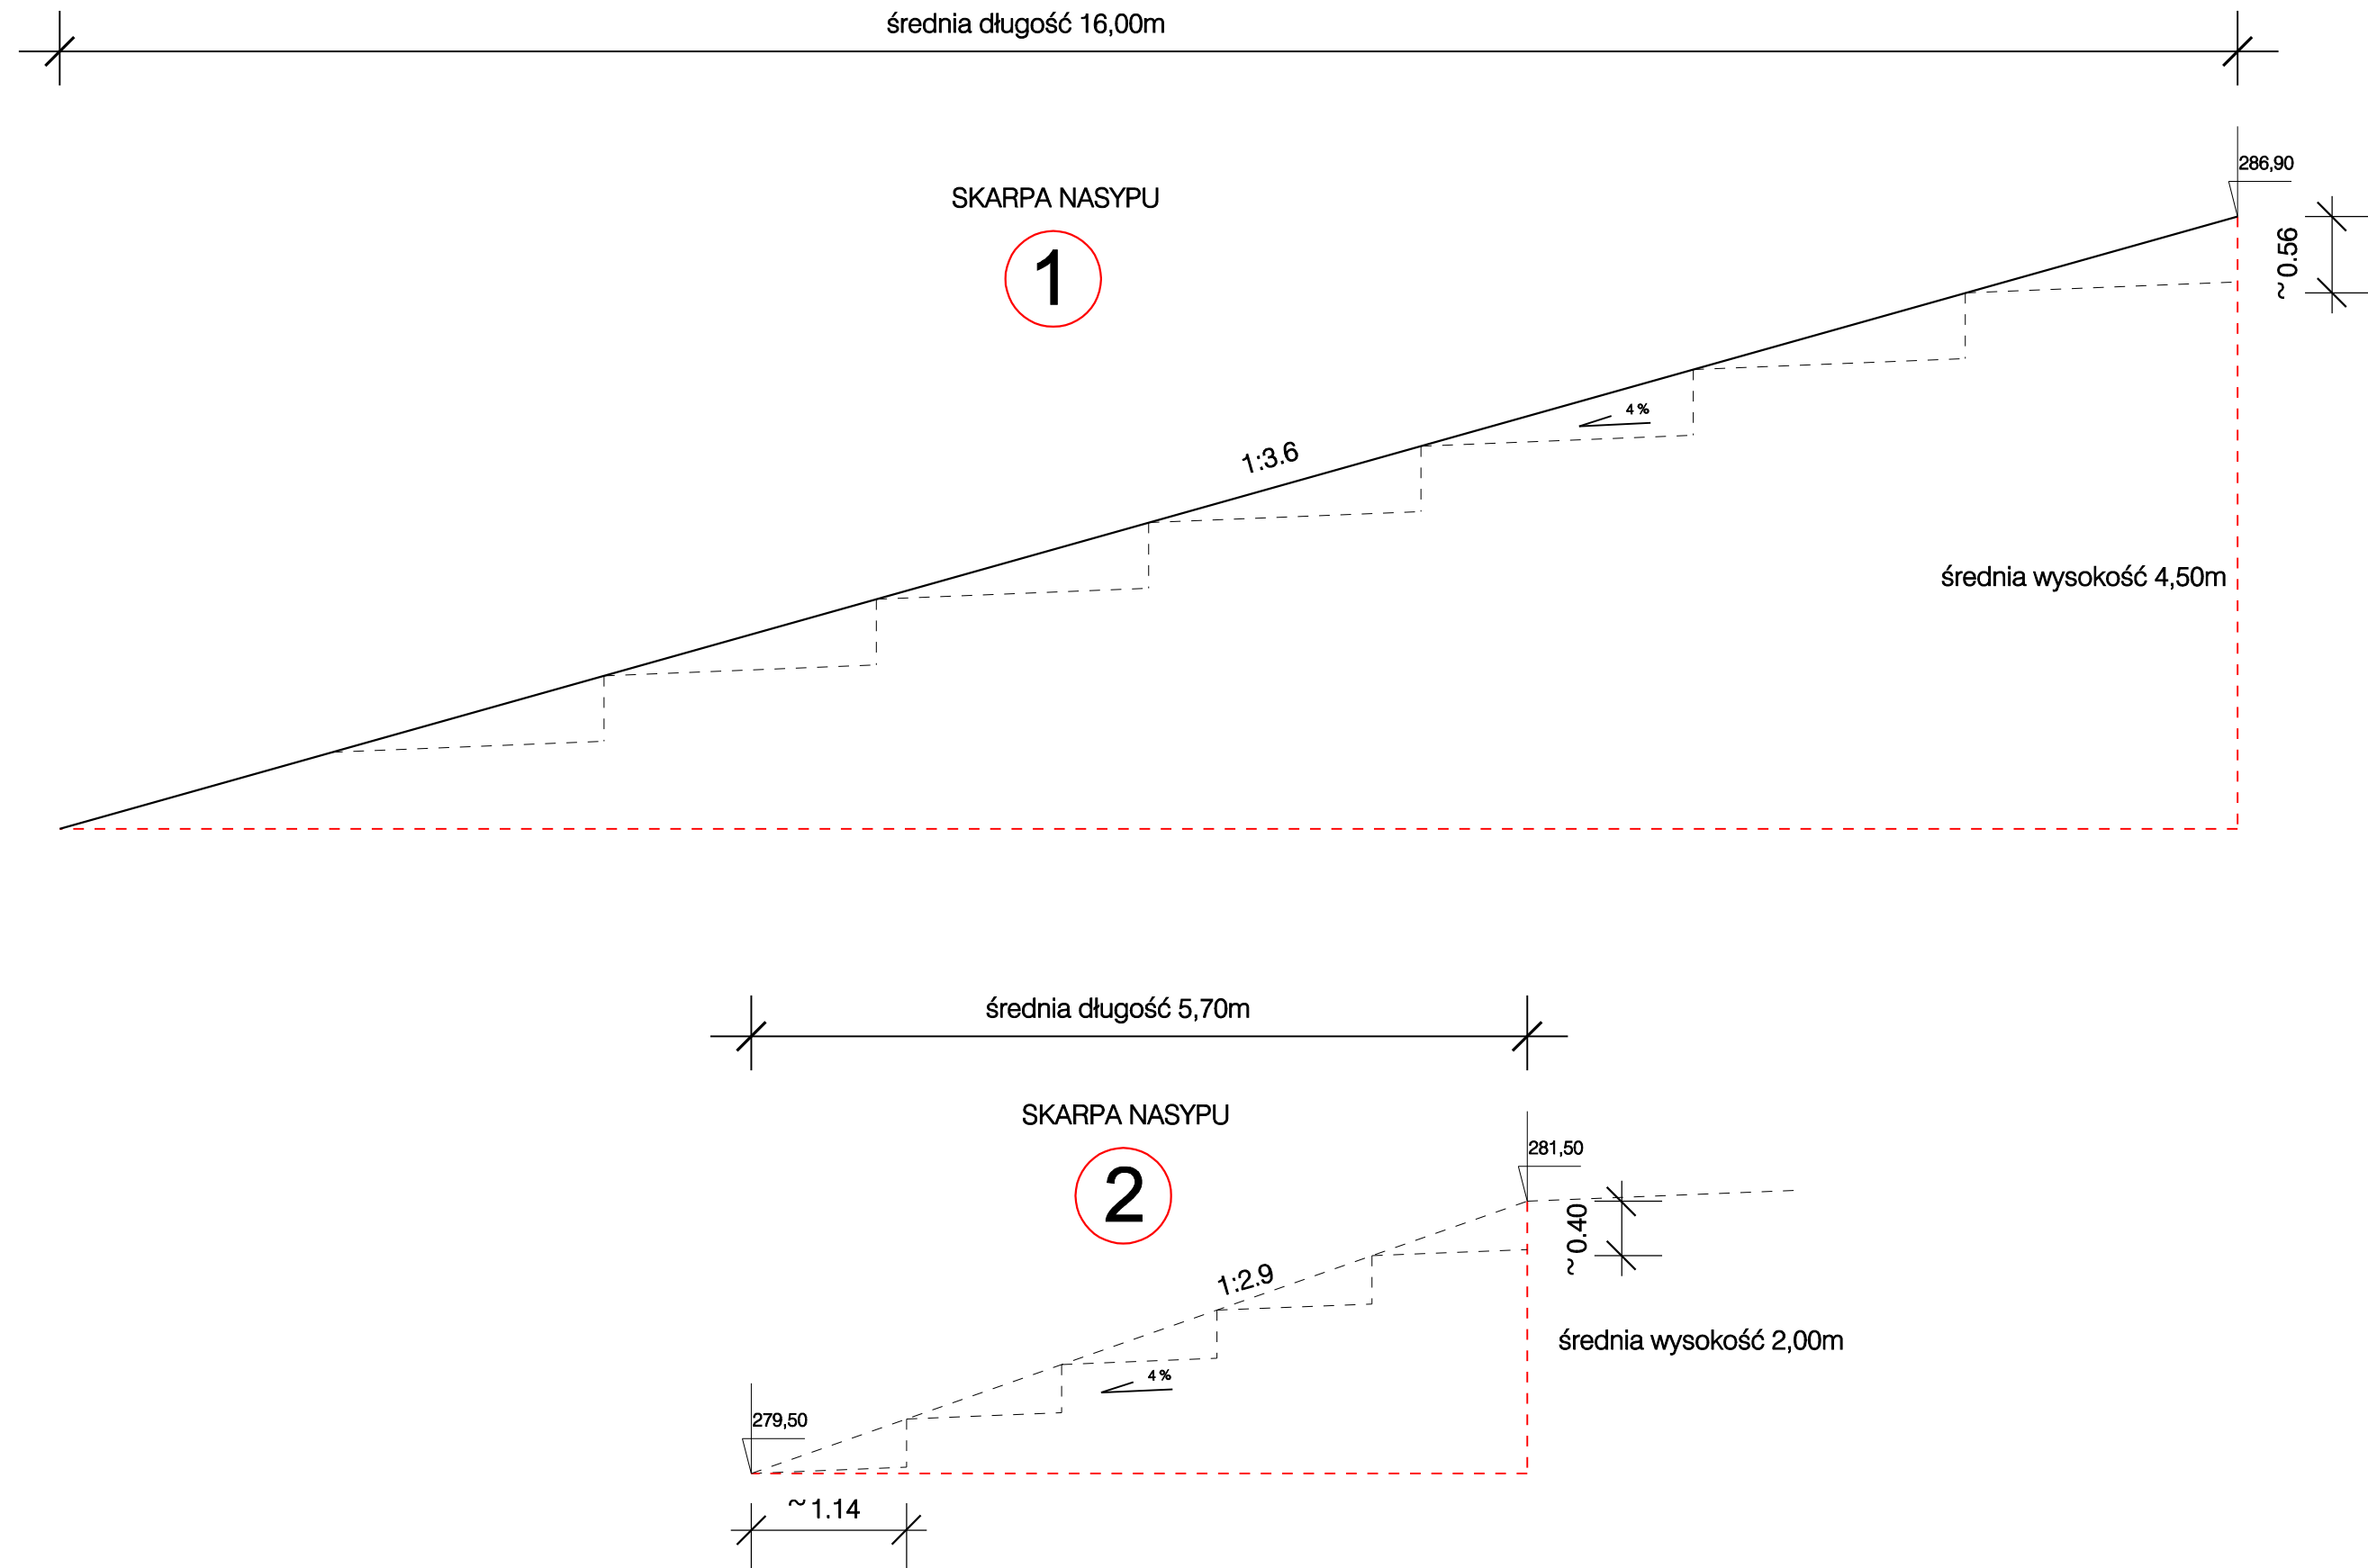 średnia długość 16,00m
286,90
SKARPA NASYPU
1
~ 0.56
4 %
1:3.6
średnia wysokość 4,50m
średnia długość 5,70m
SKARPA NASYPU
2
281,50
~ 0.40
1:2.9
średnia wysokość 2,00m
4 %
279,50
~ 1.14